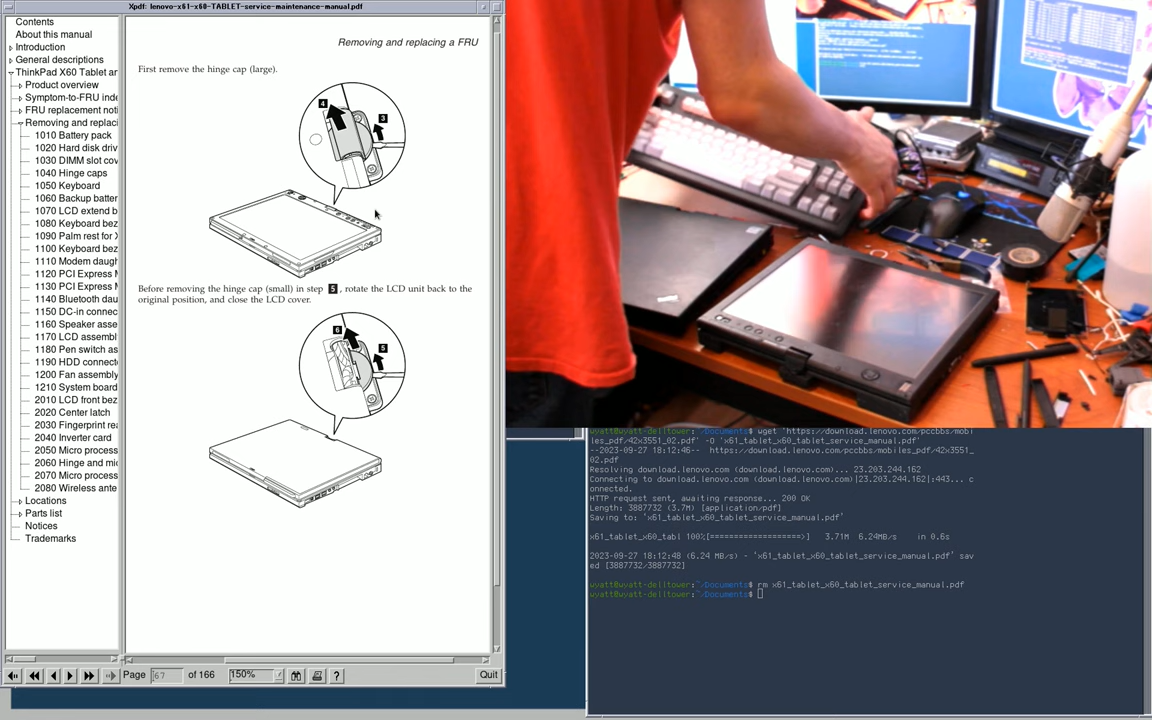 Xpdf: lenovo-x61-x60-TABLET-service-maintenance-manual.pdf
Contents
About this manual
Introduction
General descriptions
ThinkPad X60 Tablet ar
Product overview
Symptom-to-FRU inde
FRU replacement noti
Removing and replaci
1010 Battery pack
1020 Hard disk driv
1030 DIMM slot cov
1040 Hinge caps
1050 Keyboard
1060 Backup batter
1070 LCD extend b
1080 Keyboard bez
1090 Palm rest for X
1100 Keyboard bez
1110 Modem daugh
1120 PCI Express M
1130 PCI Express M
1140 Bluetooth dau
1150 DC-in connec
1160 Speaker asse
1170 LCD assembl
1180 Pen switch as
1190 HDD connect
1200 Fan assembly
1210 System board
2010 LCD front bez
2020 Center latch
2030 Fingerprint rea
2040 Inverter card
2050 Micro process
2060 Hinge and mic
2070 Micro process
2080 Wireless ante
Locations
Parts list
Notices
Trademarks
Removing and replacing a FRU
First remove the hinge cap (large).
4
3
Before removing the hinge cap (small) in step 5, rotate the LCD unit back to the
original position, and close the LCD cover.
6
5
Page 67 of 166 150% ? Quit
wyatt@wyatt-delltower:~/Documents$ wget 'https://download.lenovo.com/pccbbs/mobi
les_pdf/42x3551_02.pdf' -O 'x61_tablet_x60_tablet_service_manual.pdf'
--2023-09-27 18:12:46-- https://download.lenovo.com/pccbbs/mobiles_pdf/42x3551_
02.pdf
Resolving download.lenovo.com (download.lenovo.com)... 23.203.244.162
Connecting to download.lenovo.com (download.lenovo.com)|23.203.244.162|:443... c
onnected.
HTTP request sent, awaiting response... 200 OK
Length: 3887732 (3.7M) [application/pdf]
Saving to: 'x61_tablet_x60_tablet_service_manual.pdf'
x61_tablet_x60_tabl 100%[===================>] 3.71M 6.24MB/s in 0.6s
2023-09-27 18:12:48 (6.24 MB/s) - 'x61_tablet_x60_tablet_service_manual.pdf' sav
ed [3887732/3887732]
wyatt@wyatt-delltower:~/Documents$ rm x61_tablet_x60_tablet_service_manual.pdf
wyatt@wyatt-delltower:~/Documents$